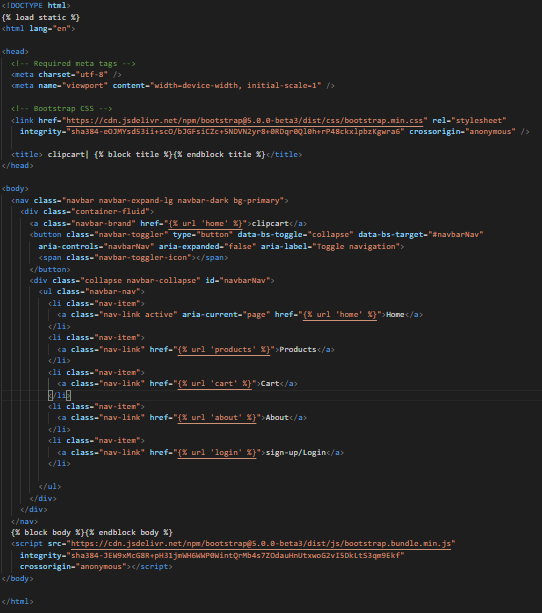 <!DOCTYPE html>
{% load static %}
<html lang="en">
<head>
<!-- Required meta tags -->
<meta charset="utf-8" />
<meta name="viewport" content="width=device-width, initial-scale=1" />
<!-- Bootstrap CSS -->
<link href="https://cdn.jsdelivr.net/npm/bootstrap@5.0.0-beta3/dist/css/bootstrap.min.css" rel="stylesheet"
integrity="sha384-eOJMYsd53ii+scO/bJGFsiCZc+5NDVN2yr8+0RDqr0Ql0h+rP48ckxlpbzKgwra6" crossorigin="anonymous" />
<title> clipcart| {% block title %}{% endblock title %}</title>
</head>
<body>
<nav class="navbar navbar-expand-lg navbar-dark bg-primary">
<div class="container-fluid">
<a class="navbar-brand" href="{% url 'home' %}">clipcart</a>
<button class="navbar-toggler" type="button" data-bs-toggle="collapse" data-bs-target="#navbarNav"
aria-controls="navbarNav" aria-expanded="false" aria-label="Toggle navigation">
<span class="navbar-toggler-icon"></span>
</button>
<div class="collapse navbar-collapse" id="navbarNav">
<ul class="navbar-nav">
<li class="nav-item">
<a class="nav-link active" aria-current="page" href="{% url 'home' %}">Home</a>
</li>
<li class="nav-item">
<a class="nav-link" href="{% url 'products' %}">Products</a>
</li>
<li class="nav-item">
<a class="nav-link" href="{% url 'cart' %}">Cart</a>
</li>
<li class="nav-item">
<a class="nav-link" href="{% url 'about' %}">About</a>
</li>
<li class="nav-item">
<a class="nav-link" href="{% url 'login' %}">sign-up/Login</a>
</li>
</ul>
</div>
</div>
</nav>
{% block body %}{% endblock body %}
<script src="https://cdn.jsdelivr.net/npm/bootstrap@5.0.0-beta3/dist/js/bootstrap.bundle.min.js"
integrity="sha384-JEW9xMcG8R+pH31jmWH6WWP0WintQrMb4s7ZOdauHnUtxwoG2vI5DkLtS3qm9Ekf"
crossorigin="anonymous"></script>
</body>
</html>